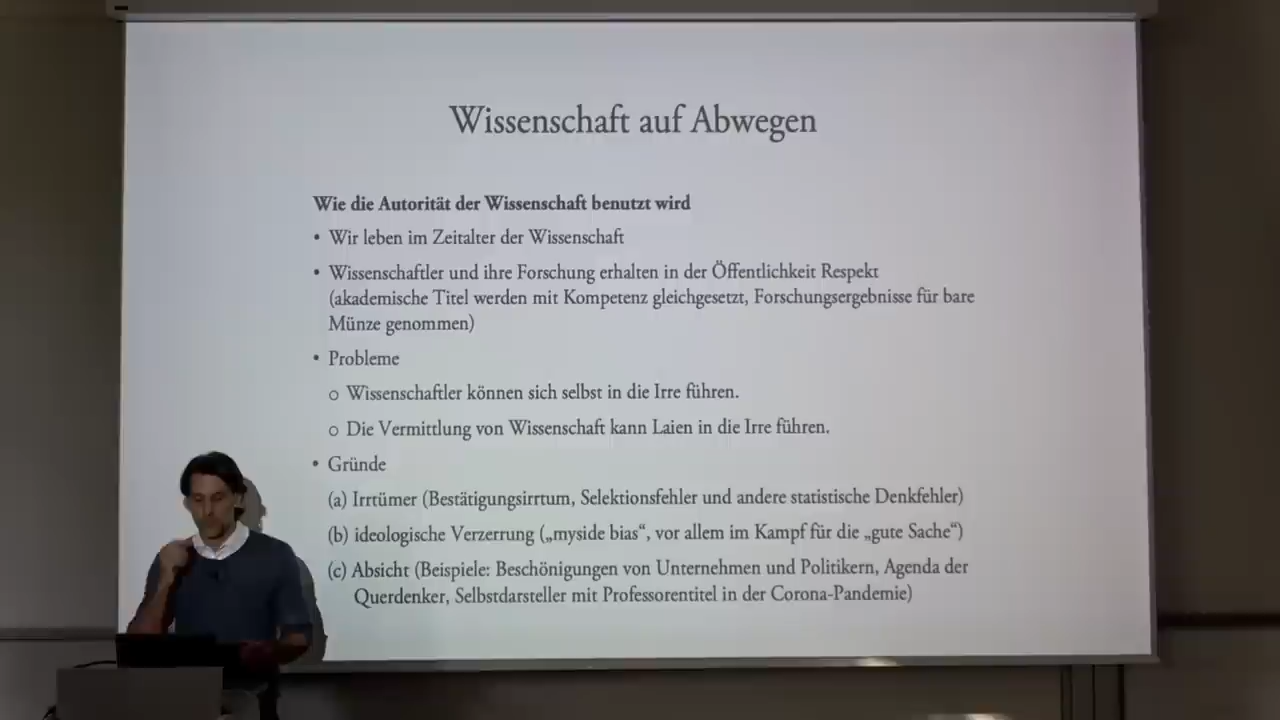 Wissenschaft auf Abwegen
Wie die Autorität der Wissenschaft benutzt wird
• Wir leben im Zeitalter der Wissenschaft
• Wissenschaftler und ihre Forschung erhalten in der Öffentlichkeit Respekt
(akademische Titel werden mit Kompetenz gleichgesetzt, Forschungsergebnisse für bare
Münze genommen)
• Probleme
o Wissenschaftler können sich selbst in die Irre führen.
o Die Vermittlung von Wissenschaft kann Laien in die Irre führen.
• Gründe
(a) Irrtümer (Bestätigungsirrtum, Selektionsfehler und andere statistische Denkfehler)
(b) ideologische Verzerrung („myside bias“, vor allem im Kampf für die „gute Sache“)
(c) Absicht (Beispiele: Beschönigungen von Unternehmen und Politikern, Agenda der
Querdenker, Selbstdarsteller mit Professorentitel in der Corona-Pandemie)